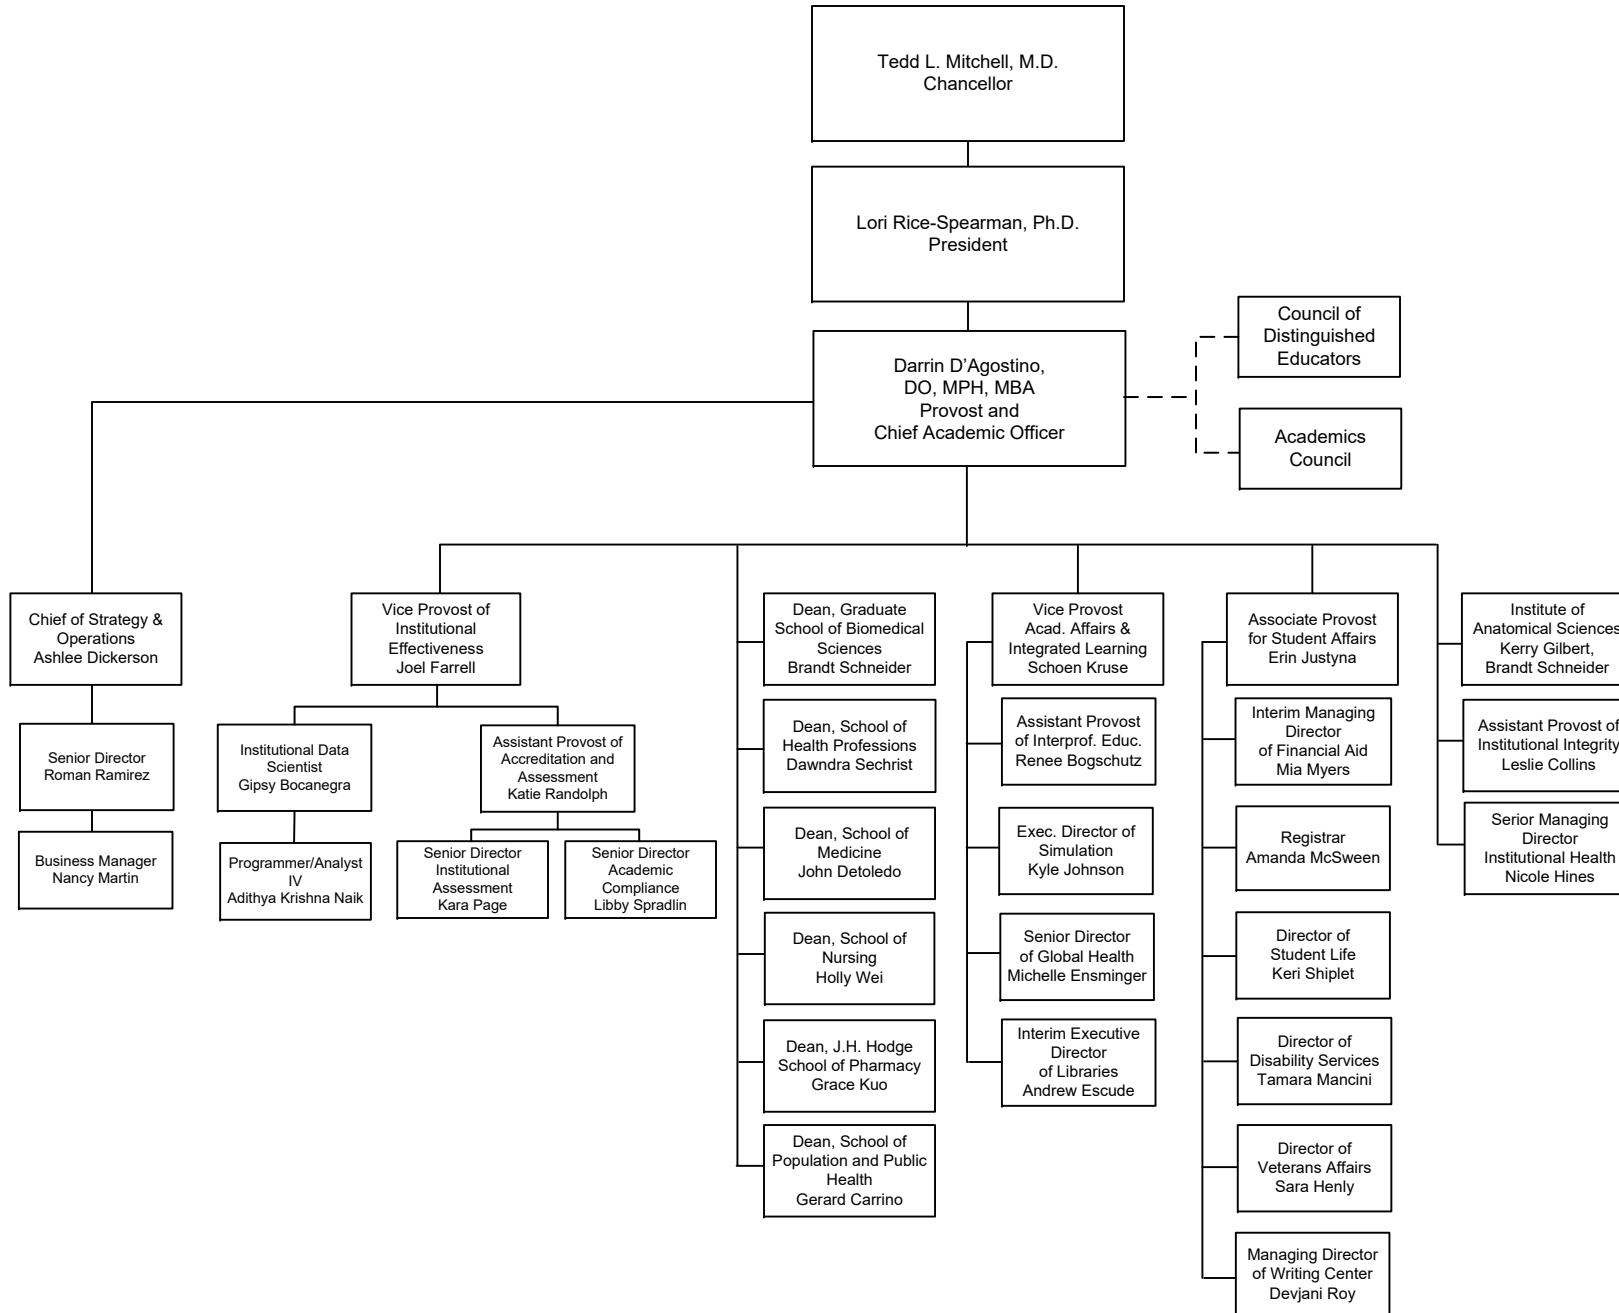 Tedd L. Mitchell, M.D.
Chancellor
Lori Rice-Spearman, Ph.D.
President
Darrin D’Agostino,
DO, MPH, MBA
Provost and
Chief Academic Officer
Council of
Distinguished
Educators
Academics
Council
Chief of Strategy &
Operations
Ashlee Dickerson
Senior Director
Roman Ramirez
Business Manager
Nancy Martin
Vice Provost of
Institutional
Effectiveness
Joel Farrell
Institutional Data
Scientist
Gipsy Bocanegra
Programmer/Analyst
IV
Adithya Krishna Naik
Assistant Provost of
Accreditation and
Assessment
Katie Randolph
Senior Director
Institutional
Assessment
Kara Page
Senior Director
Academic
Compliance
Libby Spradlin
Dean, Graduate
School of Biomedical
Sciences
Brandt Schneider
Dean, School of
Health Professions
Dawndra Sechrist
Dean, School of
Medicine
John Detoledo
Dean, School of
Nursing
Holly Wei
Dean, J.H. Hodge
School of Pharmacy
Grace Kuo
Dean, School of
Population and Public
Health
Gerard Carrino
Vice Provost
Acad. Affairs &
Integrated Learning
Schoen Kruse
Assistant Provost
of Interprof. Educ.
Renee Bogschutz
Exec. Director of
Simulation
Kyle Johnson
Senior Director
of Global Health
Michelle Ensminger
Interim Executive
Director
of Libraries
Andrew Escude
Associate Provost
for Student Affairs
Erin Justyna
Interim Managing
Director
of Financial Aid
Mia Myers
Registrar
Amanda McSween
Director of
Student Life
Keri Shiplet
Director of
Disability Services
Tamara Mancini
Director of
Veterans Affairs
Sara Henly
Managing Director
of Writing Center
Devjani Roy
Institute of
Anatomical Sciences
Kerry Gilbert,
Brandt Schneider
Assistant Provost of
Institutional Integrity
Leslie Collins
Serior Managing
Director
Institutional Health
Nicole Hines